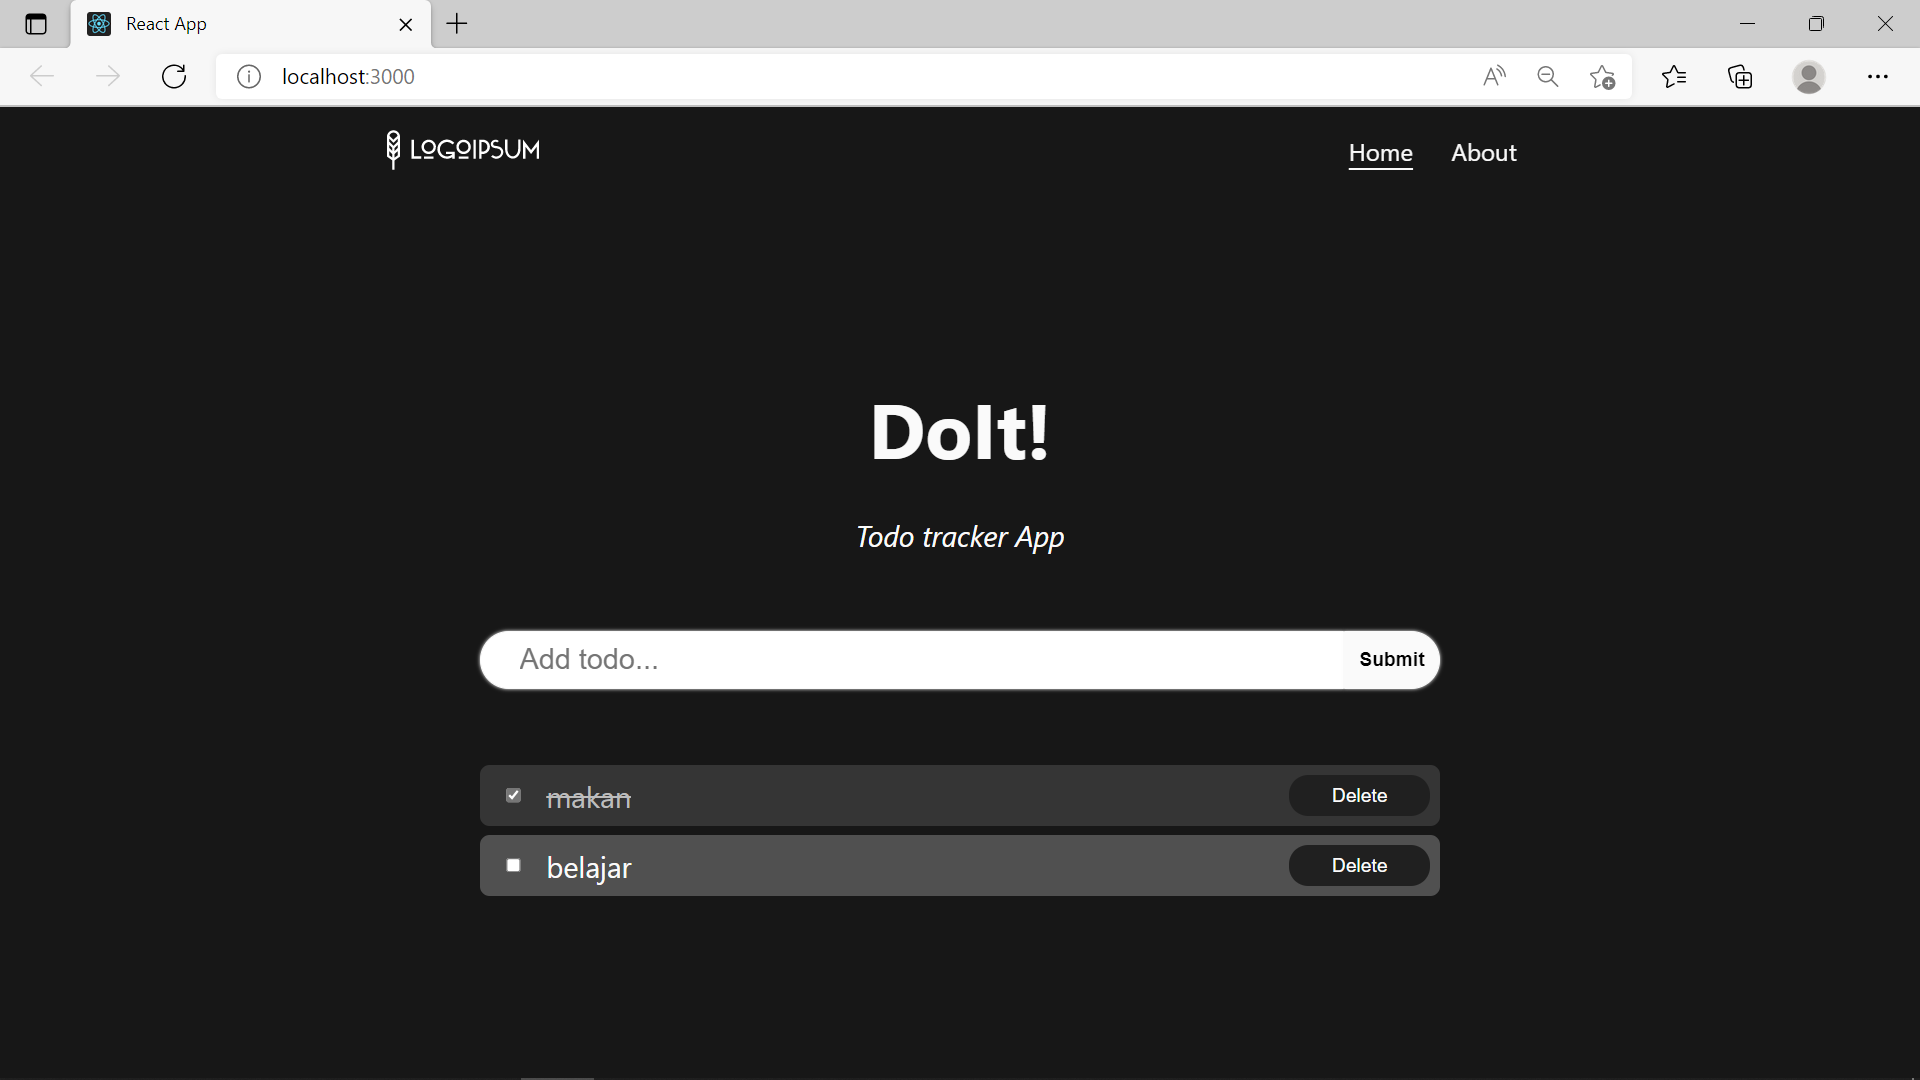 React App
localhost:3000
LOGOIPSUM
Home About
DoIt!
Todo tracker App
Add todo... Submit
makan Delete
belajar Delete